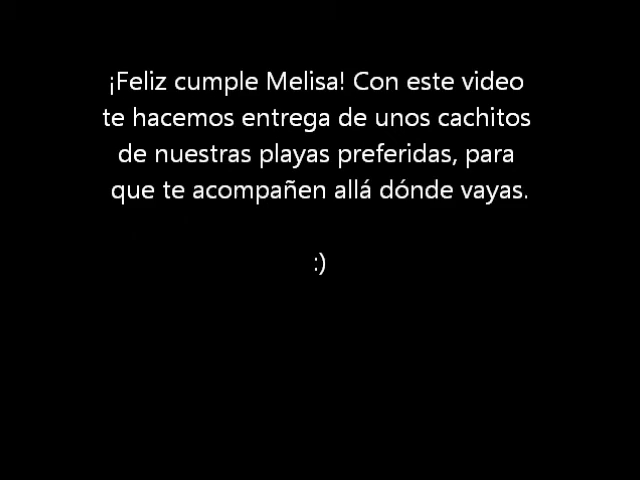 ¡Feliz cumple Melisa! Con este video
te hacemos entrega de unos cachitos
de nuestras playas preferidas, para
que te acompañen allá dónde vayas.
:)